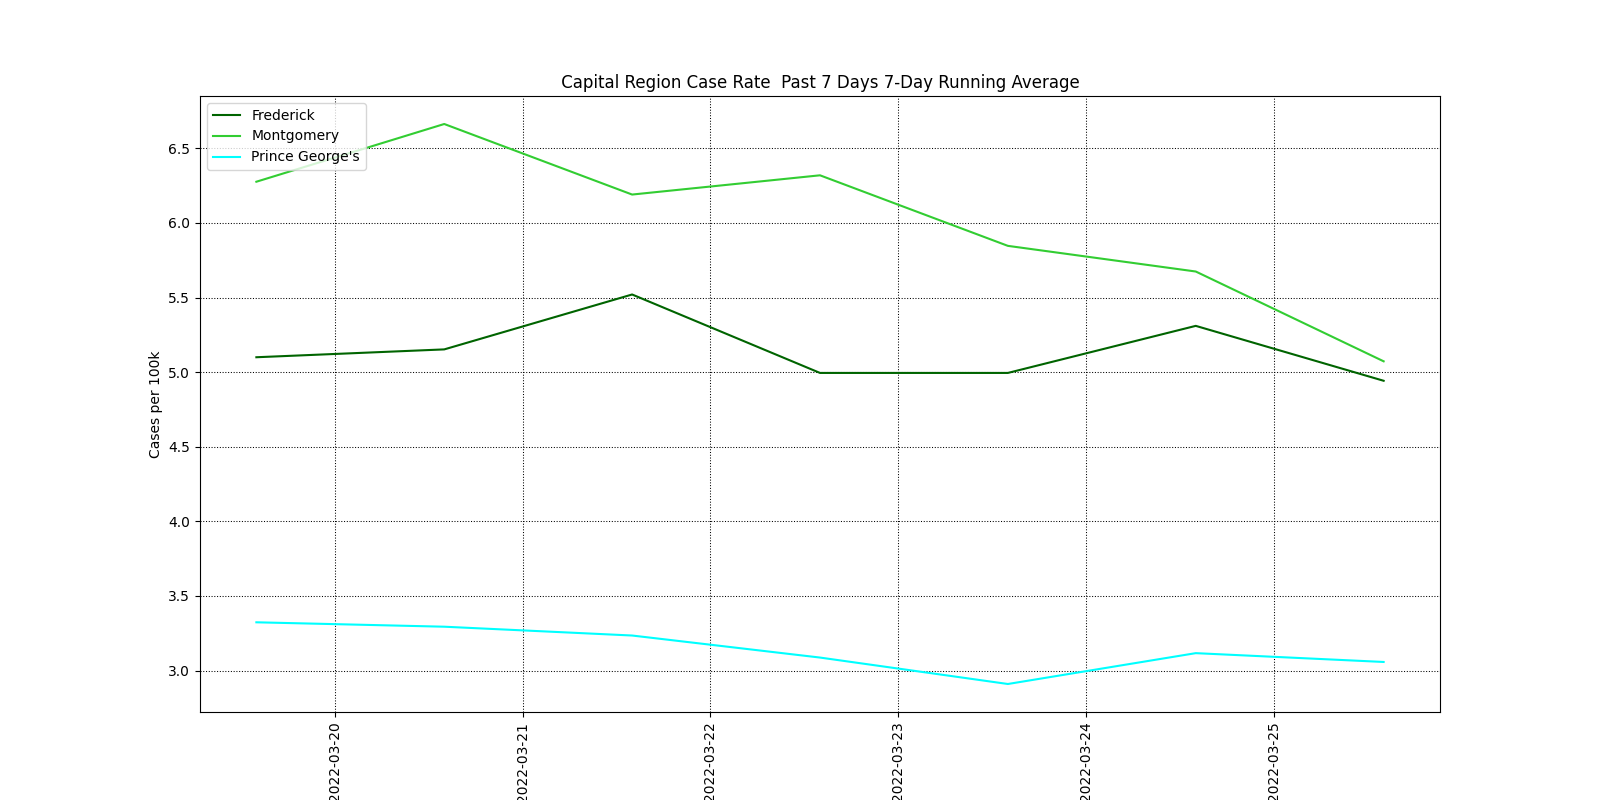 Capital Region Case Rate  Past 7 Days 7-Day Running Average
Frederick
Montgomery
Prince George's
Cases per 100k
6.5
6.0
5.5
5.0
4.5
4.0
3.5
3.0
2022-03-20
2022-03-21
2022-03-22
2022-03-23
2022-03-24
2022-03-25